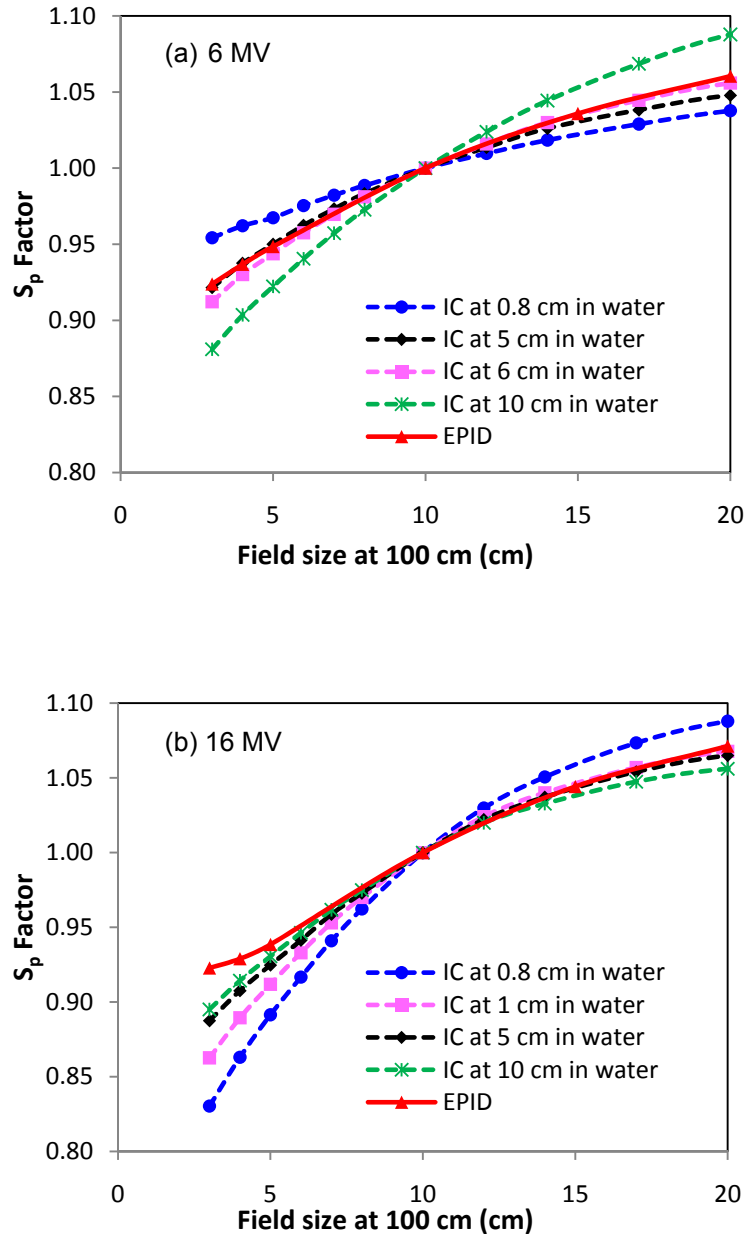 1.10
(a) 6 MV
1.05
1.00
0.95
0.90
0.85
0.80
Sp Factor
IC at 0.8 cm in water
IC at 5 cm in water
IC at 6 cm in water
IC at 10 cm in water
EPID
0 5 10 15 20
Field size at 100 cm (cm)
1.10
(b) 16 MV
1.05
1.00
0.95
0.90
0.85
0.80
Sp Factor
IC at 0.8 cm in water
IC at 1 cm in water
IC at 5 cm in water
IC at 10 cm in water
EPID
0 5 10 15 20
Field size at 100 cm (cm)